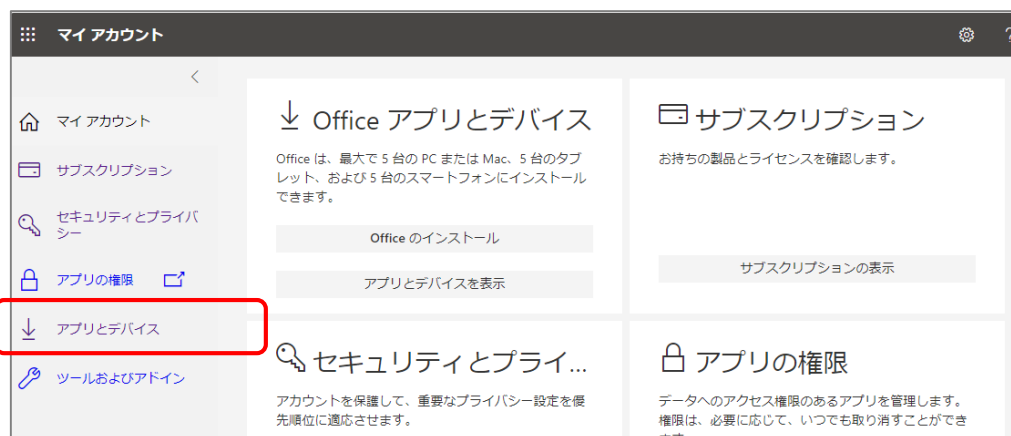 マイ アカウント
?
マイ アカウント
サブスクリプション
セキュリティとプライバ
シー
アプリの権限
アプリとデバイス
ツールおよびアドイン
Office アプリとデバイス
Office は、最大で 5 台の PC または Mac、5 台のタブ
レット、および 5 台のスマートフォンにインストール
できます。
Office のインストール
アプリとデバイスを表示
サブスクリプション
お持ちの製品とライセンスを確認します。
サブスクリプションの表示
セキュリティとプライ...
アカウントを保護して、重要なプライバシー設定を優
先順位に適応させます。
アプリの権限
データへのアクセス権限のあるアプリを管理します。
権限は、必要に応じて、いつでも取り消すことができ
ます。